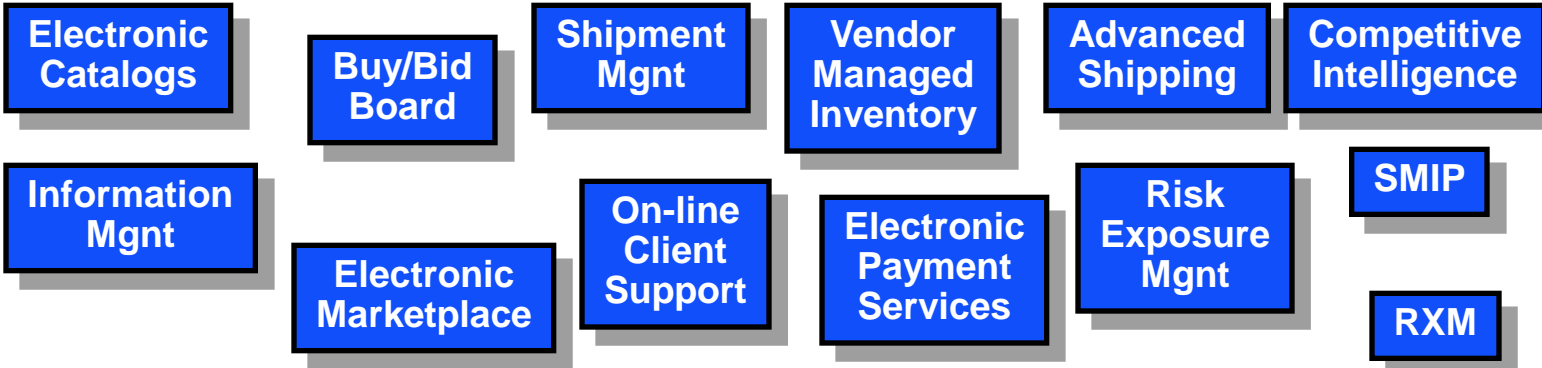 Electronic
Catalogs
Buy/Bid
Board
Shipment
Mgnt
Vendor
Managed
Inventory
Advanced
Shipping
Competitive
Intelligence
Information
Mgnt
Electronic
Marketplace
On-line
Client
Support
Electronic
Payment
Services
Risk
Exposure
Mgnt
SMIP
RXM